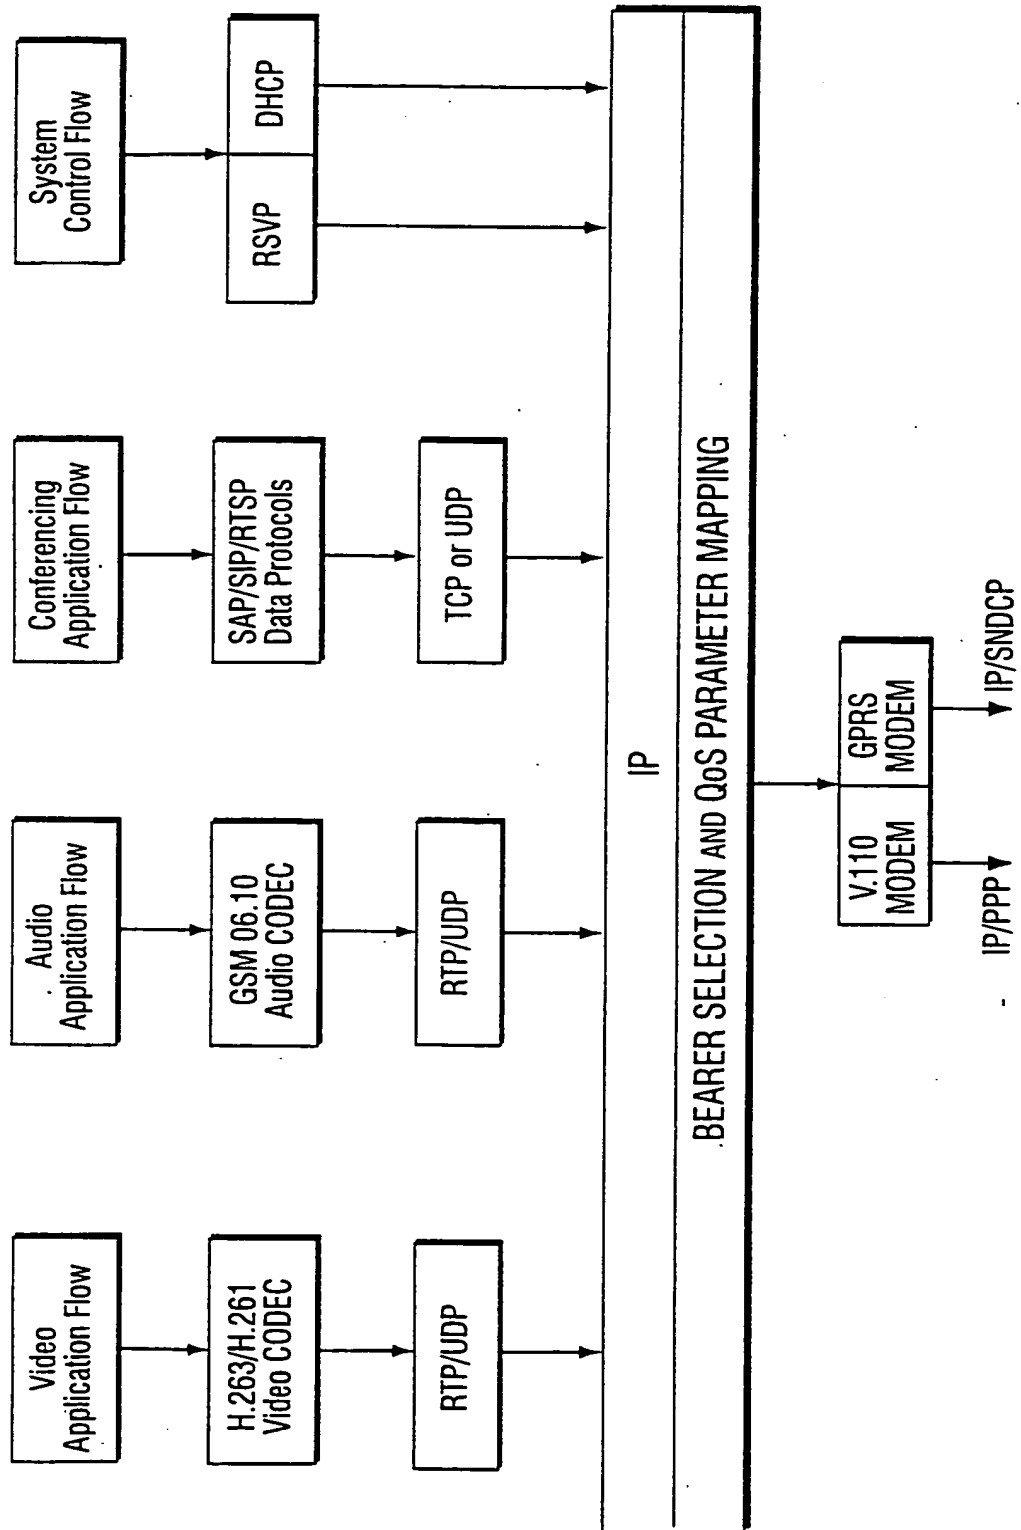 Video
Application Flow
Audio
Application Flow
Conferencing
Application Flow
System
Control Flow
H.263/H.261
Video CODEC
GSM 06.10
Audio CODEC
SAP/SIP/RTSP
Data Protocols
RSVP
DHCP
RTP/UDP
RTP/UDP
TCP or UDP
IP
BEARER SELECTION AND QoS PARAMETER MAPPING
V.110
MODEM
GPRS
MODEM
IP/PPP
IP/SNDCP